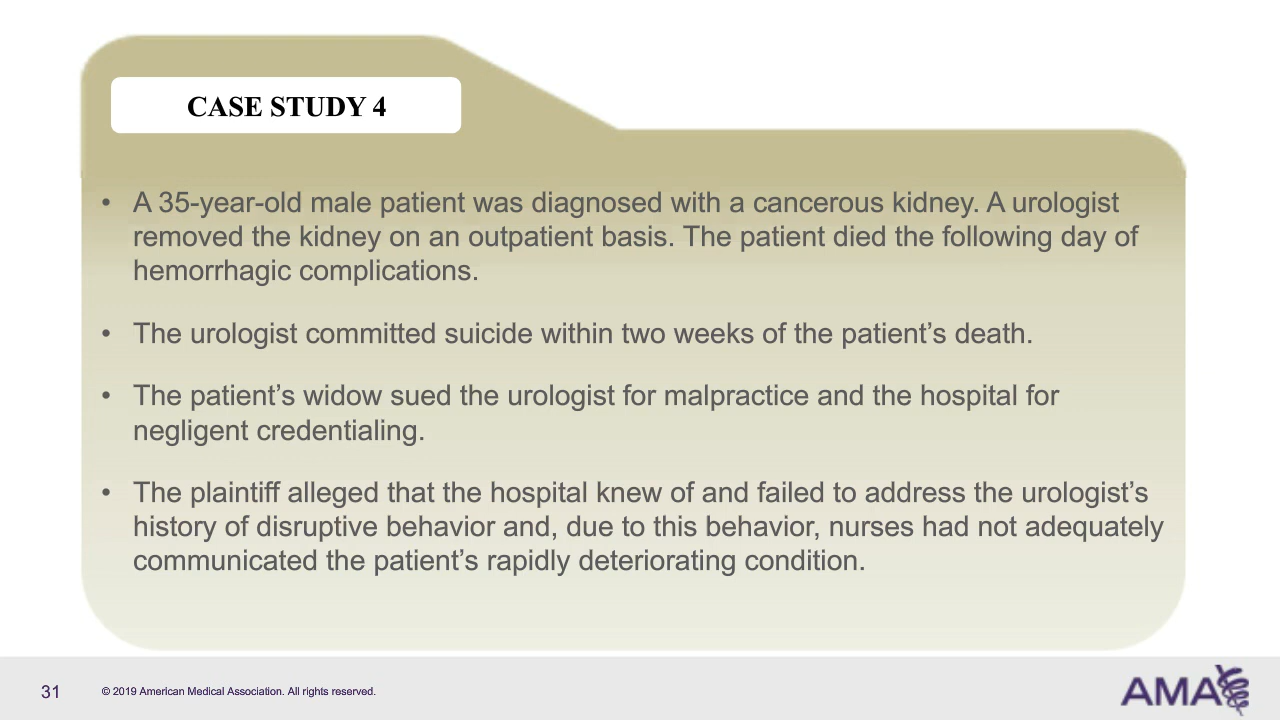 CASE STUDY 4
• A 35-year-old male patient was diagnosed with a cancerous kidney. A urologist
removed the kidney on an outpatient basis. The patient died the following day of
hemorrhagic complications.
• The urologist committed suicide within two weeks of the patient’s death.
• The patient’s widow sued the urologist for malpractice and the hospital for
negligent credentialing.
• The plaintiff alleged that the hospital knew of and failed to address the urologist’s
history of disruptive behavior and, due to this behavior, nurses had not adequately
communicated the patient’s rapidly deteriorating condition.
31
© 2019 American Medical Association. All rights reserved.
AMA